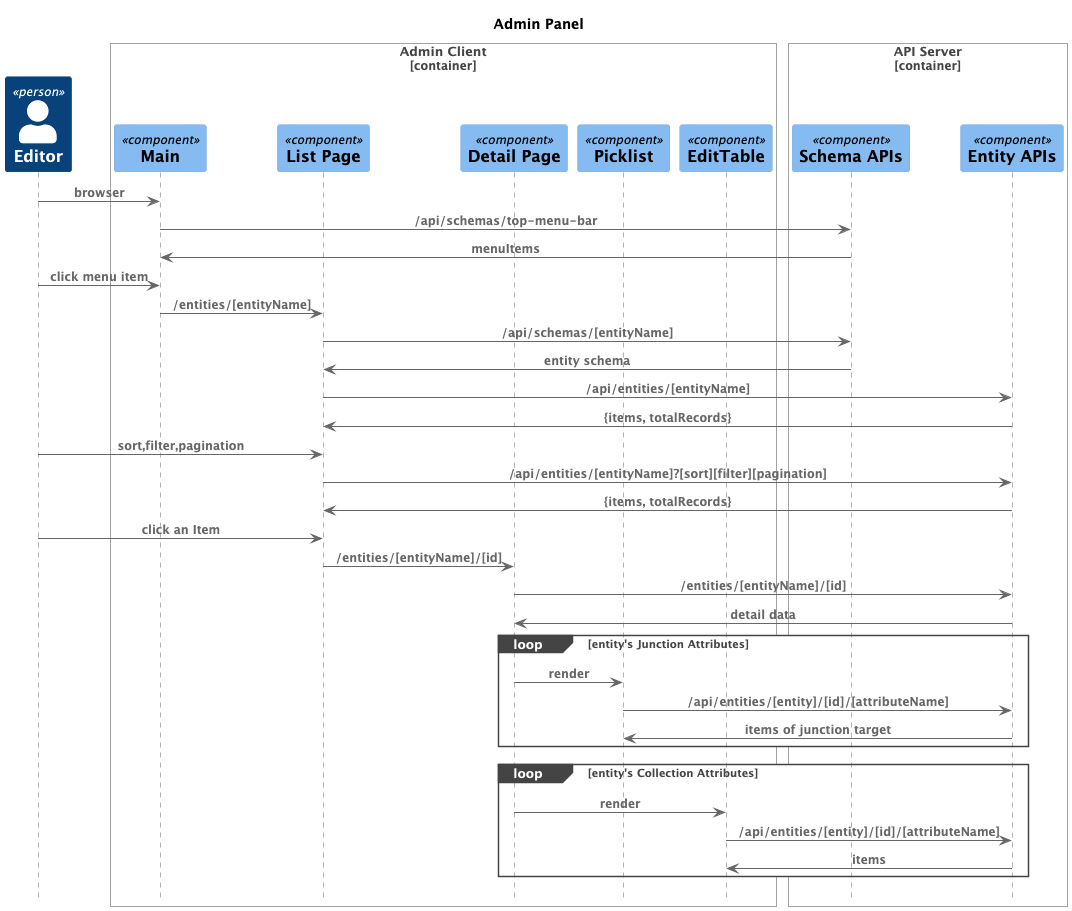 Admin Panel
Admin Client
[container]
API Server
[container]
«person»
Editor
«component»
Main
«component»
List Page
«component»
Detail Page
«component»
Picklist
«component»
EditTable
«component»
Schema APIs
«component»
Entity APIs
browser
/api/schemas/top-menu-bar
menuItems
click menu item
/entities/[entityName]
/api/schemas/[entityName]
entity schema
/api/entities/[entityName]
{items, totalRecords}
sort,filter,pagination
/api/entities/[entityName]?[sort][filter][pagination]
{items, totalRecords}
click an Item
/entities/[entityName]/[id]
/entities/[entityName]/[id]
detail data
loop [entity's Junction Attributes]
render
/api/entities/[entity]/[id]/[attributeName]
items of junction target
loop [entity's Collection Attributes]
render
/api/entities/[entity]/[id]/[attributeName]
items